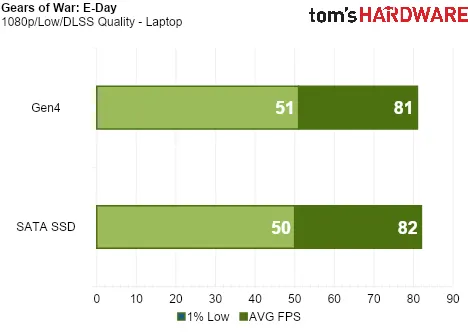 Gears of War: E-Day
1080p/Low/DLSS Quality - Laptop
tom's HARDWARE
Gen4
51
81
SATA SSD
50
82
0 10 20 30 40 50 60 70 80 90
1% Low AVG FPS